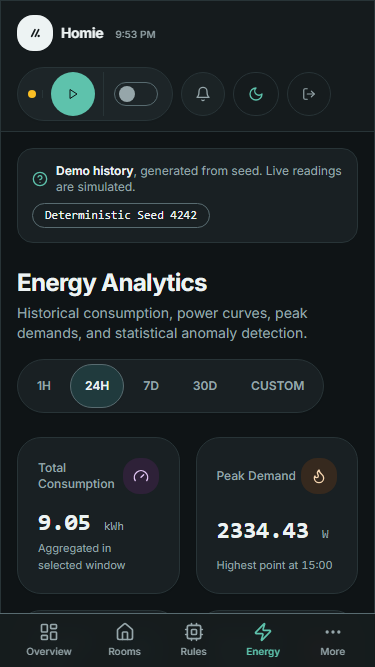 Homie 9:53 PM
Demo history, generated from seed. Live readings
are simulated.
Deterministic Seed 4242
Energy Analytics
Historical consumption, power curves, peak
demands, and statistical anomaly detection.
1H 24H 7D 30D CUSTOM
Total
Consumption
9.05 kWh
Aggregated in
selected window
Peak Demand
2334.43 W
Highest point at 15:00
Overview Rooms Rules Energy More